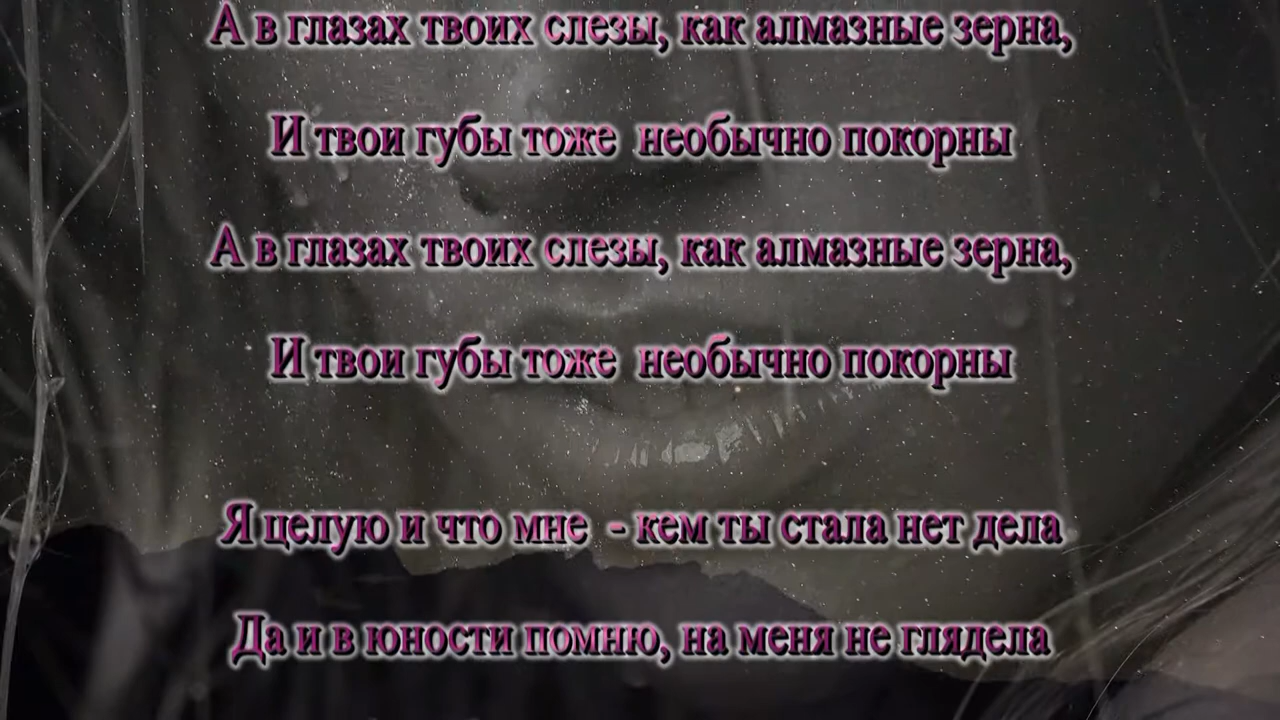 А в глазах твоих слезы, как алмазные зерна,
И твои губы тоже  необычно покорны
А в глазах твоих слезы, как алмазные зерна,
И твои губы тоже  необычно покорны
Я целую и что мне  - кем ты стала нет дела
Да и в юности помню, на меня не глядела